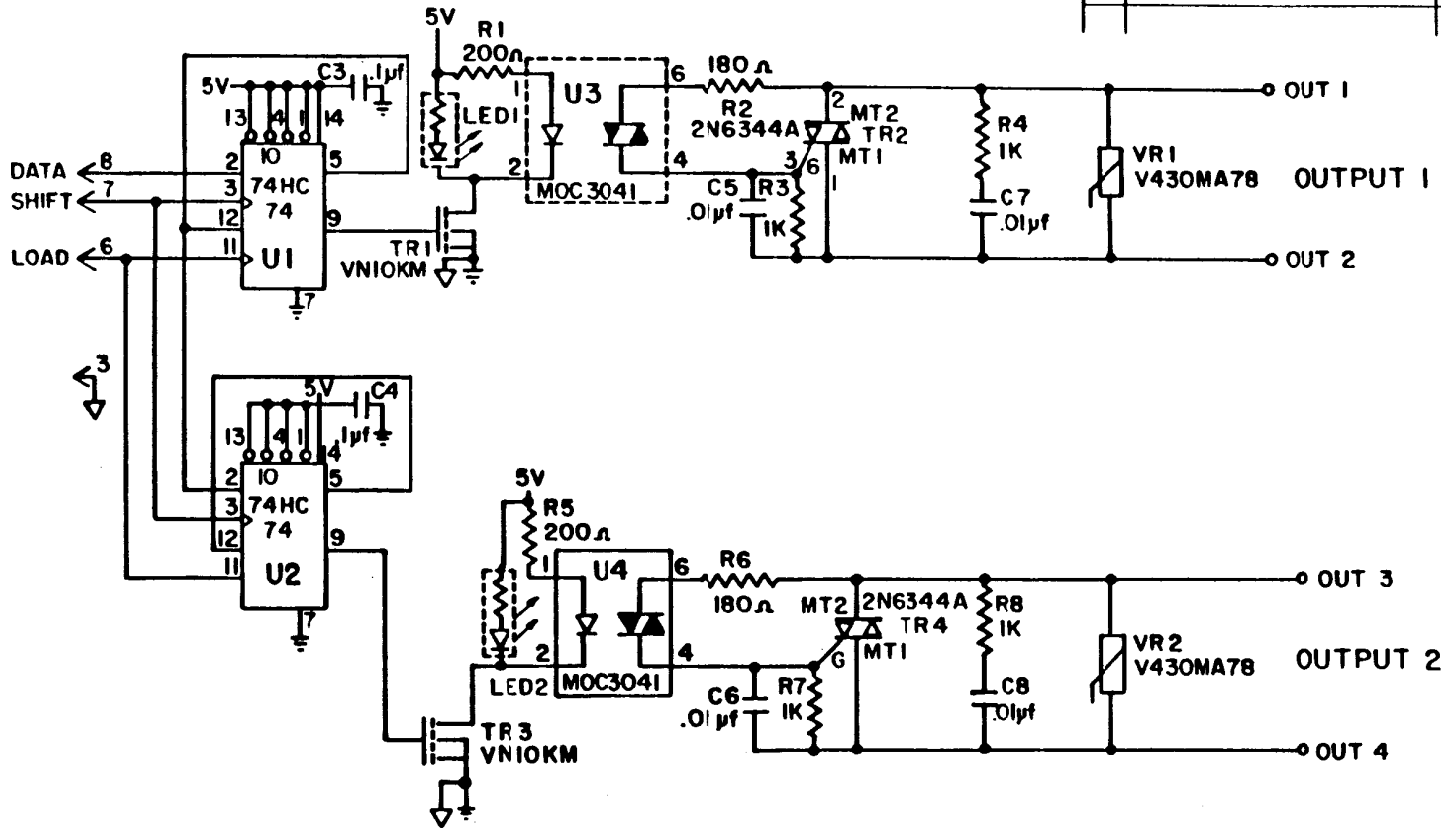 5V
R1
200Ω
C3 .1µf
5V
13 4 1 14
10
1
U3
LED1
6
180Ω
R2
2N6344A
2
MT2
TR2
MT1
OUT 1
DATA 8
SHIFT 7
LOAD 6
2
3
12
11
5
9
74HC
74
U1
7
2
MOC3041
4
3
6
1
C5
.01µf
R3
1K
R4
1K
C7
.01µf
VR1
V430MA78
OUTPUT 1
TR1
VN10KM
OUT 2
3
5V
C4
.1µf
13 4 1 14
10
2
3
12
11
5
9
74HC
74
U2
7
5V
R5
200Ω
1
U4
6
R6
180Ω
MT2
2N6344A
TR4
MT1
G
R8
1K
OUT 3
2
LED2
MOC3041
4
C6
.01µf
R7
1K
C8
.01µf
VR2
V430MA78
OUTPUT 2
TR3
VN10KM
OUT 4